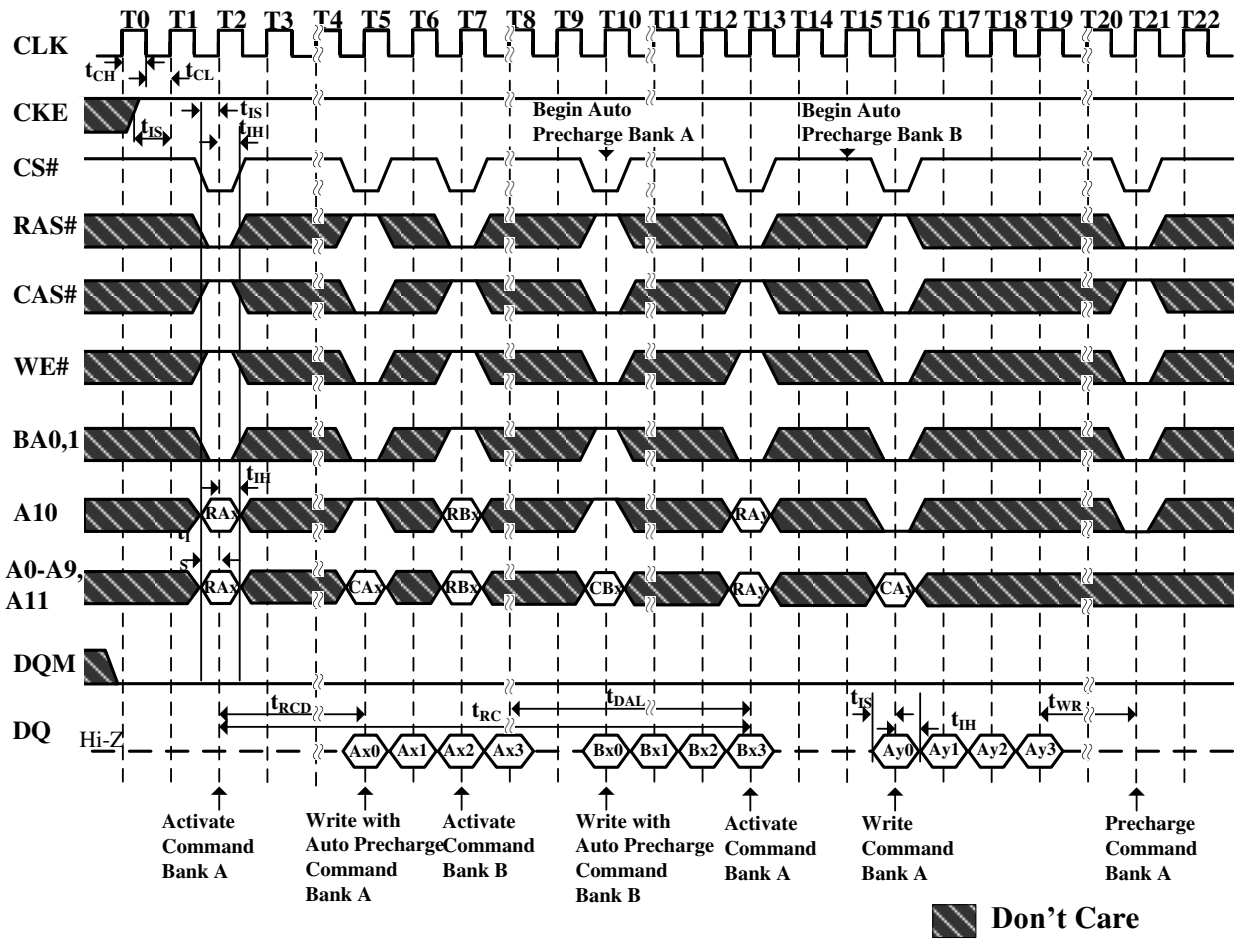 T0 T1 T2 T3 T4 T5 T6 T7 T8 T9 T10 T11 T12 T13 T14 T15 T16 T17 T18 T19 T20 T21 T22
CLK
tCH
tCL
CKE
tIS
tIS
tIH
Begin Auto
Precharge Bank A
Begin Auto
Precharge Bank B
CS#
RAS#
CAS#
WE#
BA0,1
tIH
A10
RAx
RBx
RAy
tI
S
A0-A9,
A11
RAx
CAx
RBx
CBx
RAy
CAy
DQM
tRCD
tRC
tDAL
tIS
tIH
tWR
DQ
Hi-Z
Ax0 Ax1 Ax2 Ax3 Bx0 Bx1 Bx2 Bx3 Ay0 Ay1 Ay2 Ay3
Activate
Command
Bank A
Write with
Auto Precharge
Command
Bank A
Activate
Command
Bank B
Write with
Auto Precharge
Command
Bank B
Activate
Command
Bank A
Write
Command
Bank A
Precharge
Command
Bank A
Don't Care